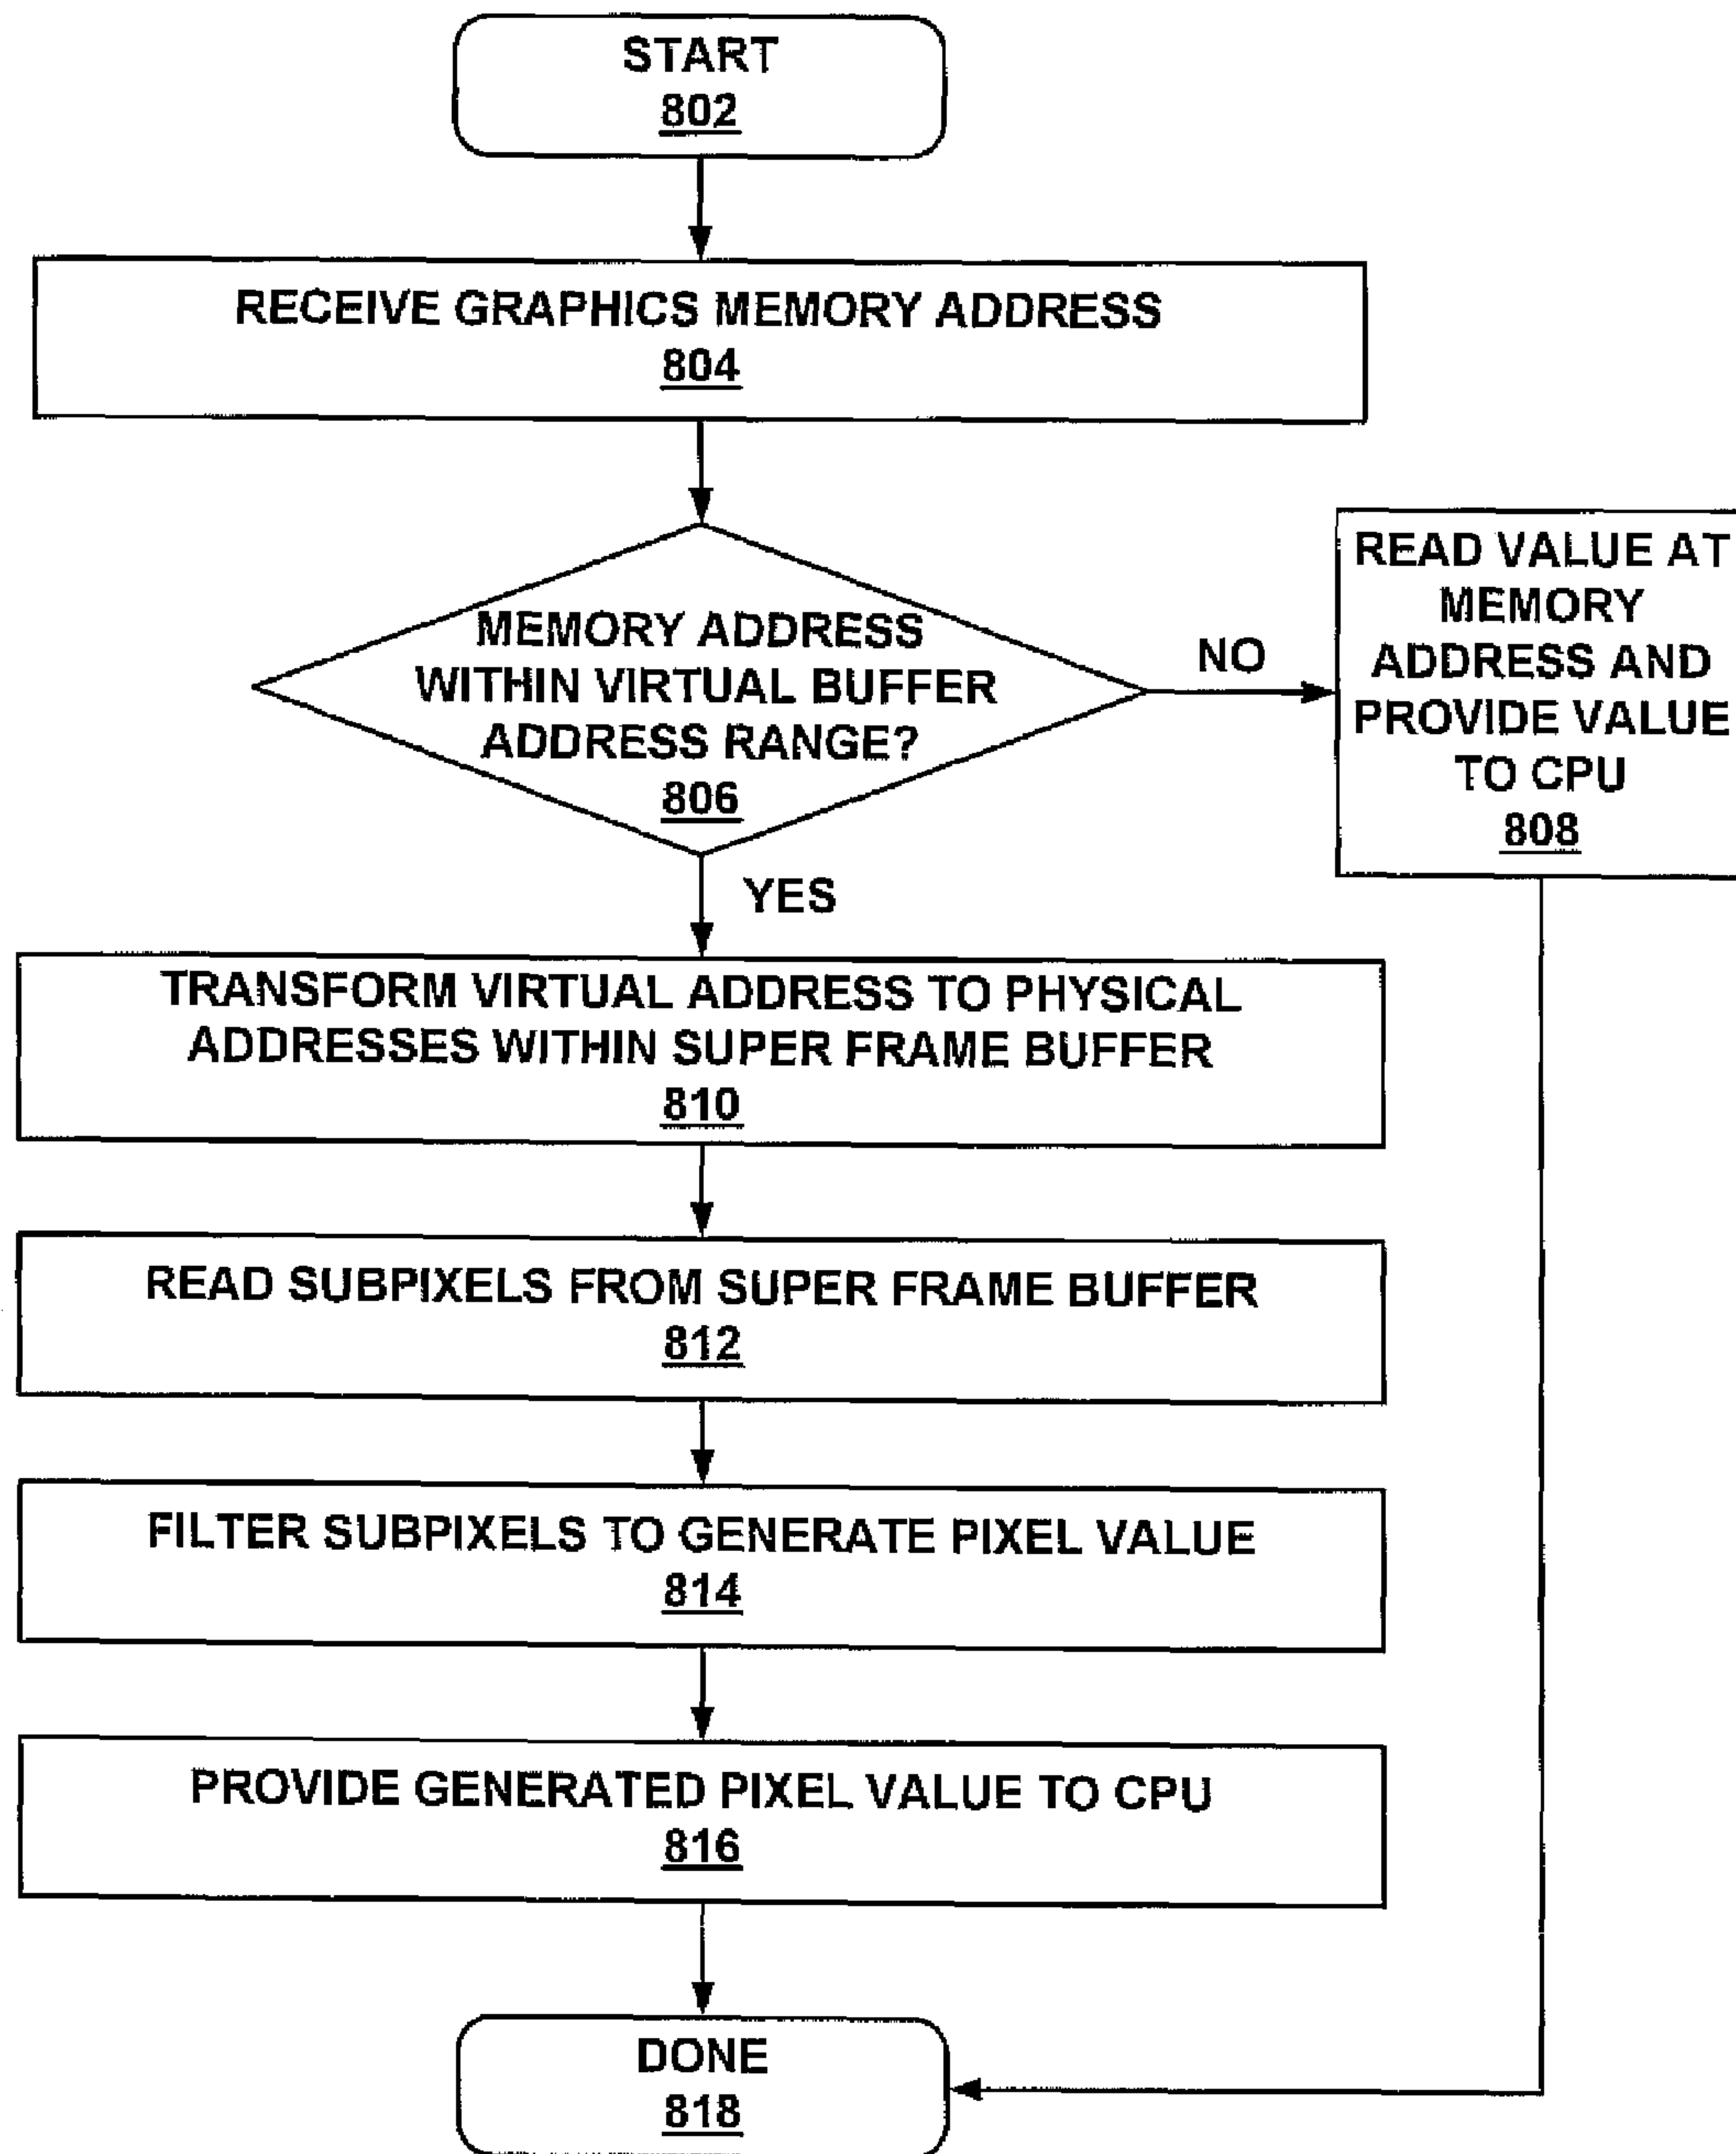 START
802
RECEIVE GRAPHICS MEMORY ADDRESS
804
MEMORY ADDRESS
WITHIN VIRTUAL BUFFER
ADDRESS RANGE?
806
NO
READ VALUE AT
MEMORY
ADDRESS AND
PROVIDE VALUE
TO CPU
808
YES
TRANSFORM VIRTUAL ADDRESS TO PHYSICAL
ADDRESSES WITHIN SUPER FRAME BUFFER
810
READ SUBPIXELS FROM SUPER FRAME BUFFER
812
FILTER SUBPIXELS TO GENERATE PIXEL VALUE
814
PROVIDE GENERATED PIXEL VALUE TO CPU
816
DONE
818